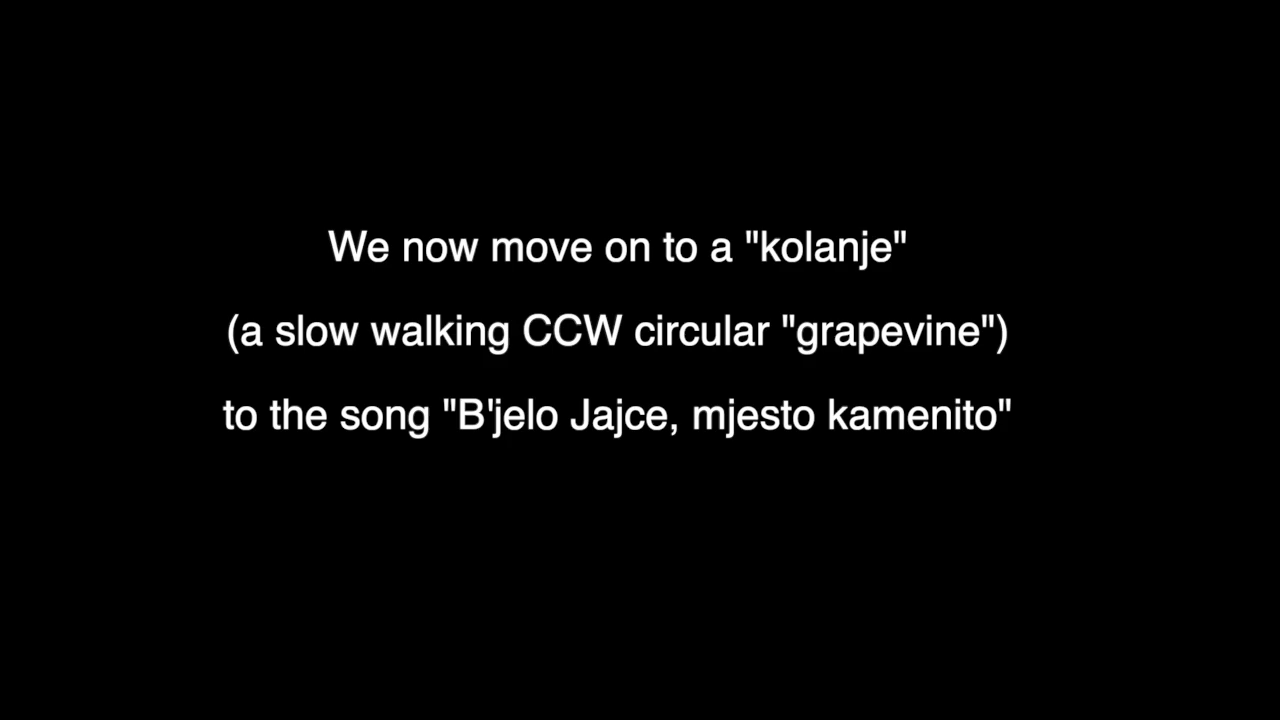 We now move on to a "kolanje"
(a slow walking CCW circular "grapevine")
to the song "B'jelo Jajce, mjesto kamenito"